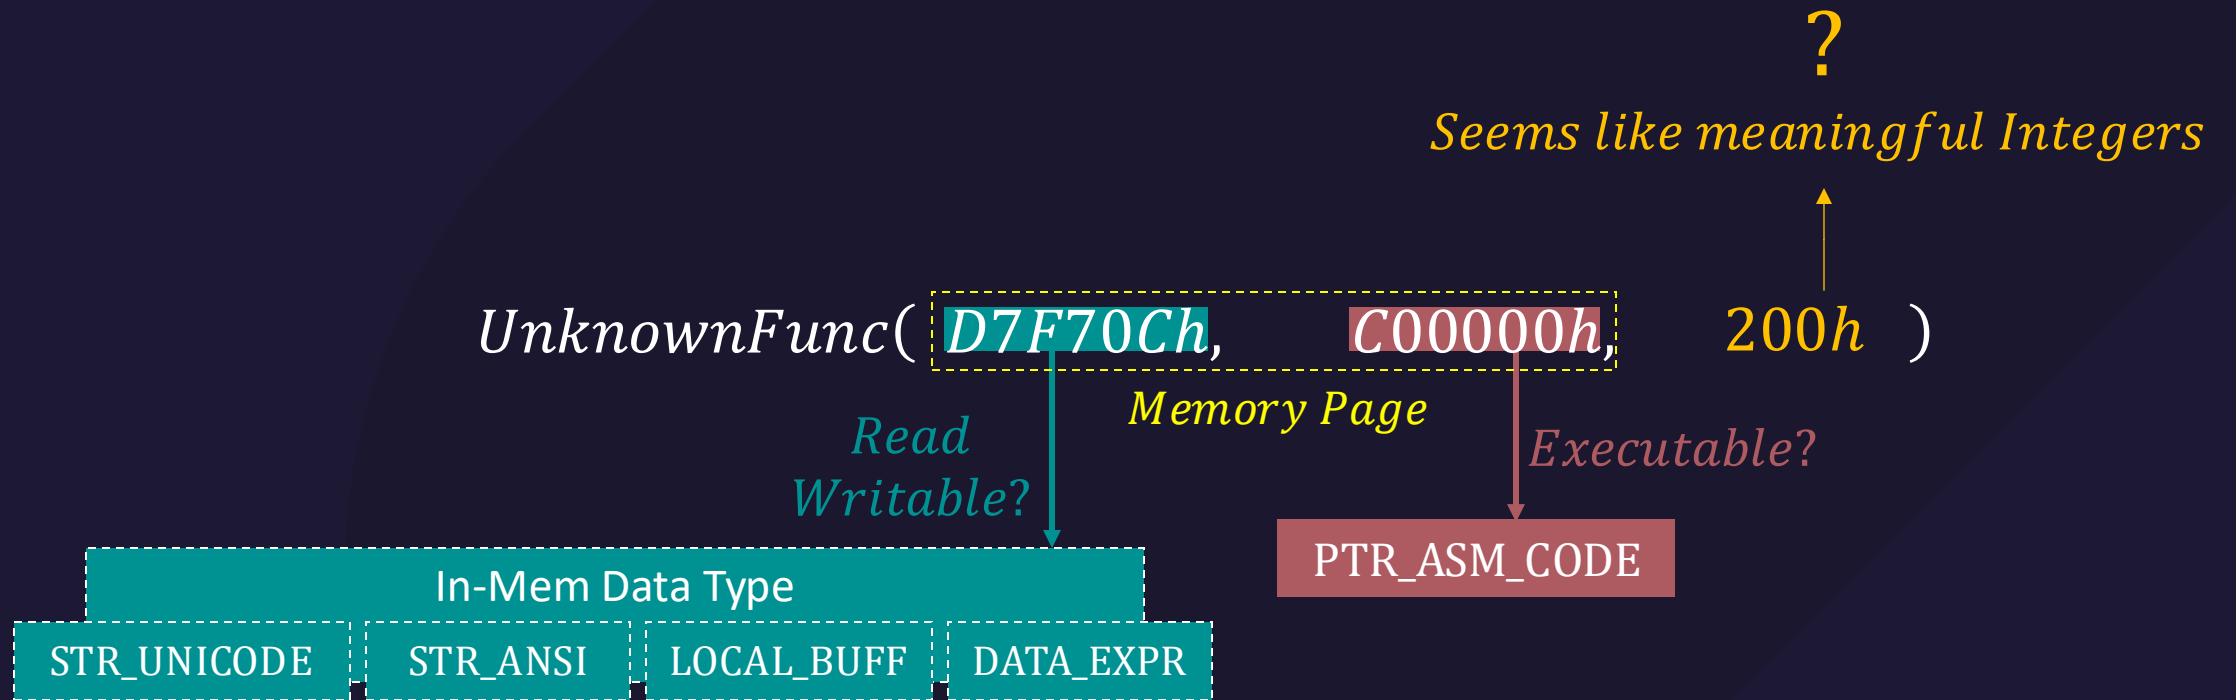 ?
Seems like meaningful Integers
UnknownFunc( D7F70Ch, C00000h, 200h )
Memory Page
Read
Writable?
Executable?
PTR_ASM_CODE
In-Mem Data Type
STR_UNICODE STR_ANSI LOCAL_BUFF DATA_EXPR